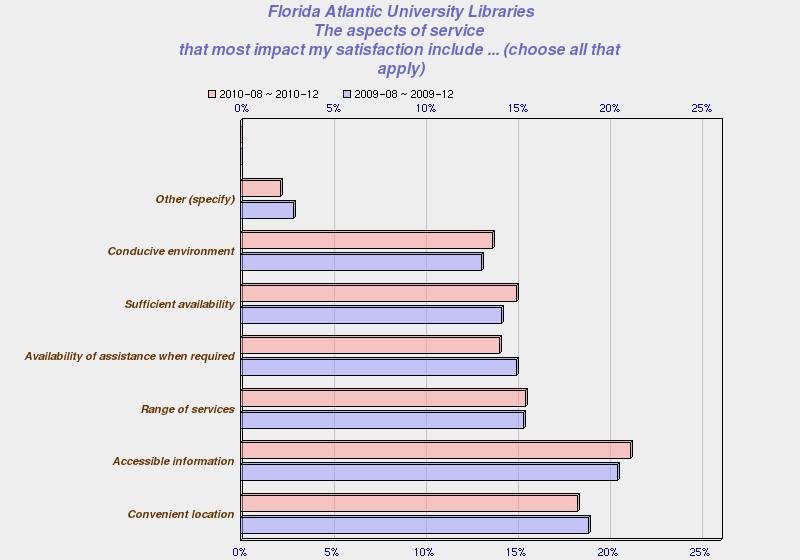 Florida Atlantic University Libraries
The aspects of service
that most impact my satisfaction include ... (choose all that
apply)
2010-08 ~ 2010-12 2009-08 ~ 2009-12
0% 5% 10% 15% 20% 25%
Other (specify)
Conducive environment
Sufficient availability
Availability of assistance when required
Range of services
Accessible information
Convenient location
0% 5% 10% 15% 20% 25%